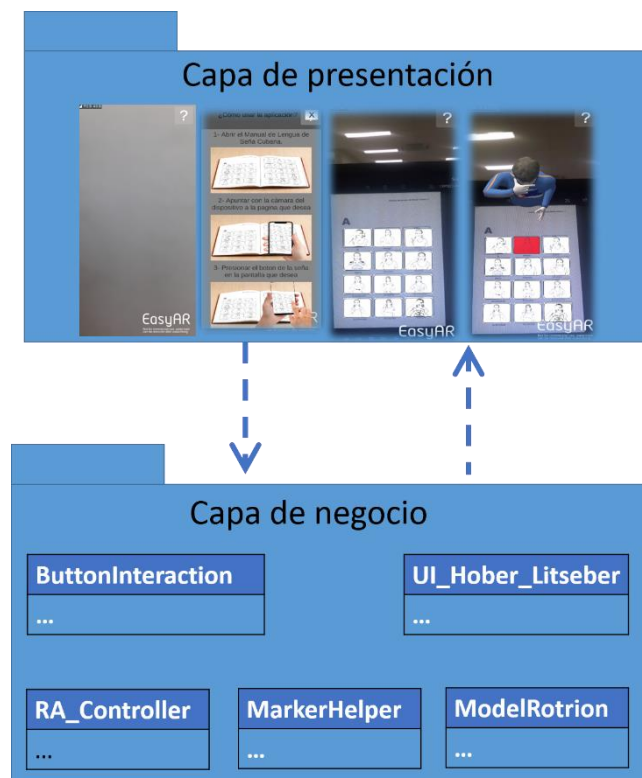 Capa de presentación
?
¿Cómo usar la aplicación?
X
1- Abrir el Manual de Lengua de
Seña Cubana.
2- Apuntar con la cámara del
dispositivo a la pagina que desea
3- Presionar el boton de la seña
en la pantalla que desea
EasyAR
?
A
EasyAR
?
A
EasyAR
Capa de negocio
ButtonInteraction
...
UI_Hober_Litseber
...
RA_Controller
...
MarkerHelper
...
ModelRotrion
...